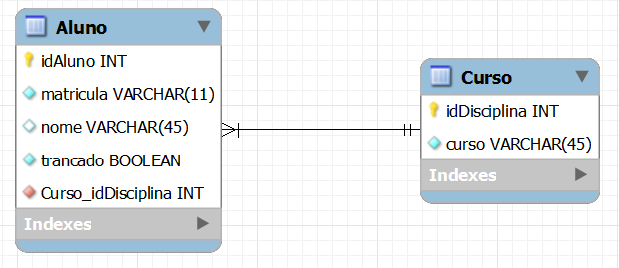 Aluno
idAluno INT
matricula VARCHAR(11)
nome VARCHAR(45)
trancado BOOLEAN
Curso_idDisciplina INT
Indexes
Curso
idDisciplina INT
curso VARCHAR(45)
Indexes